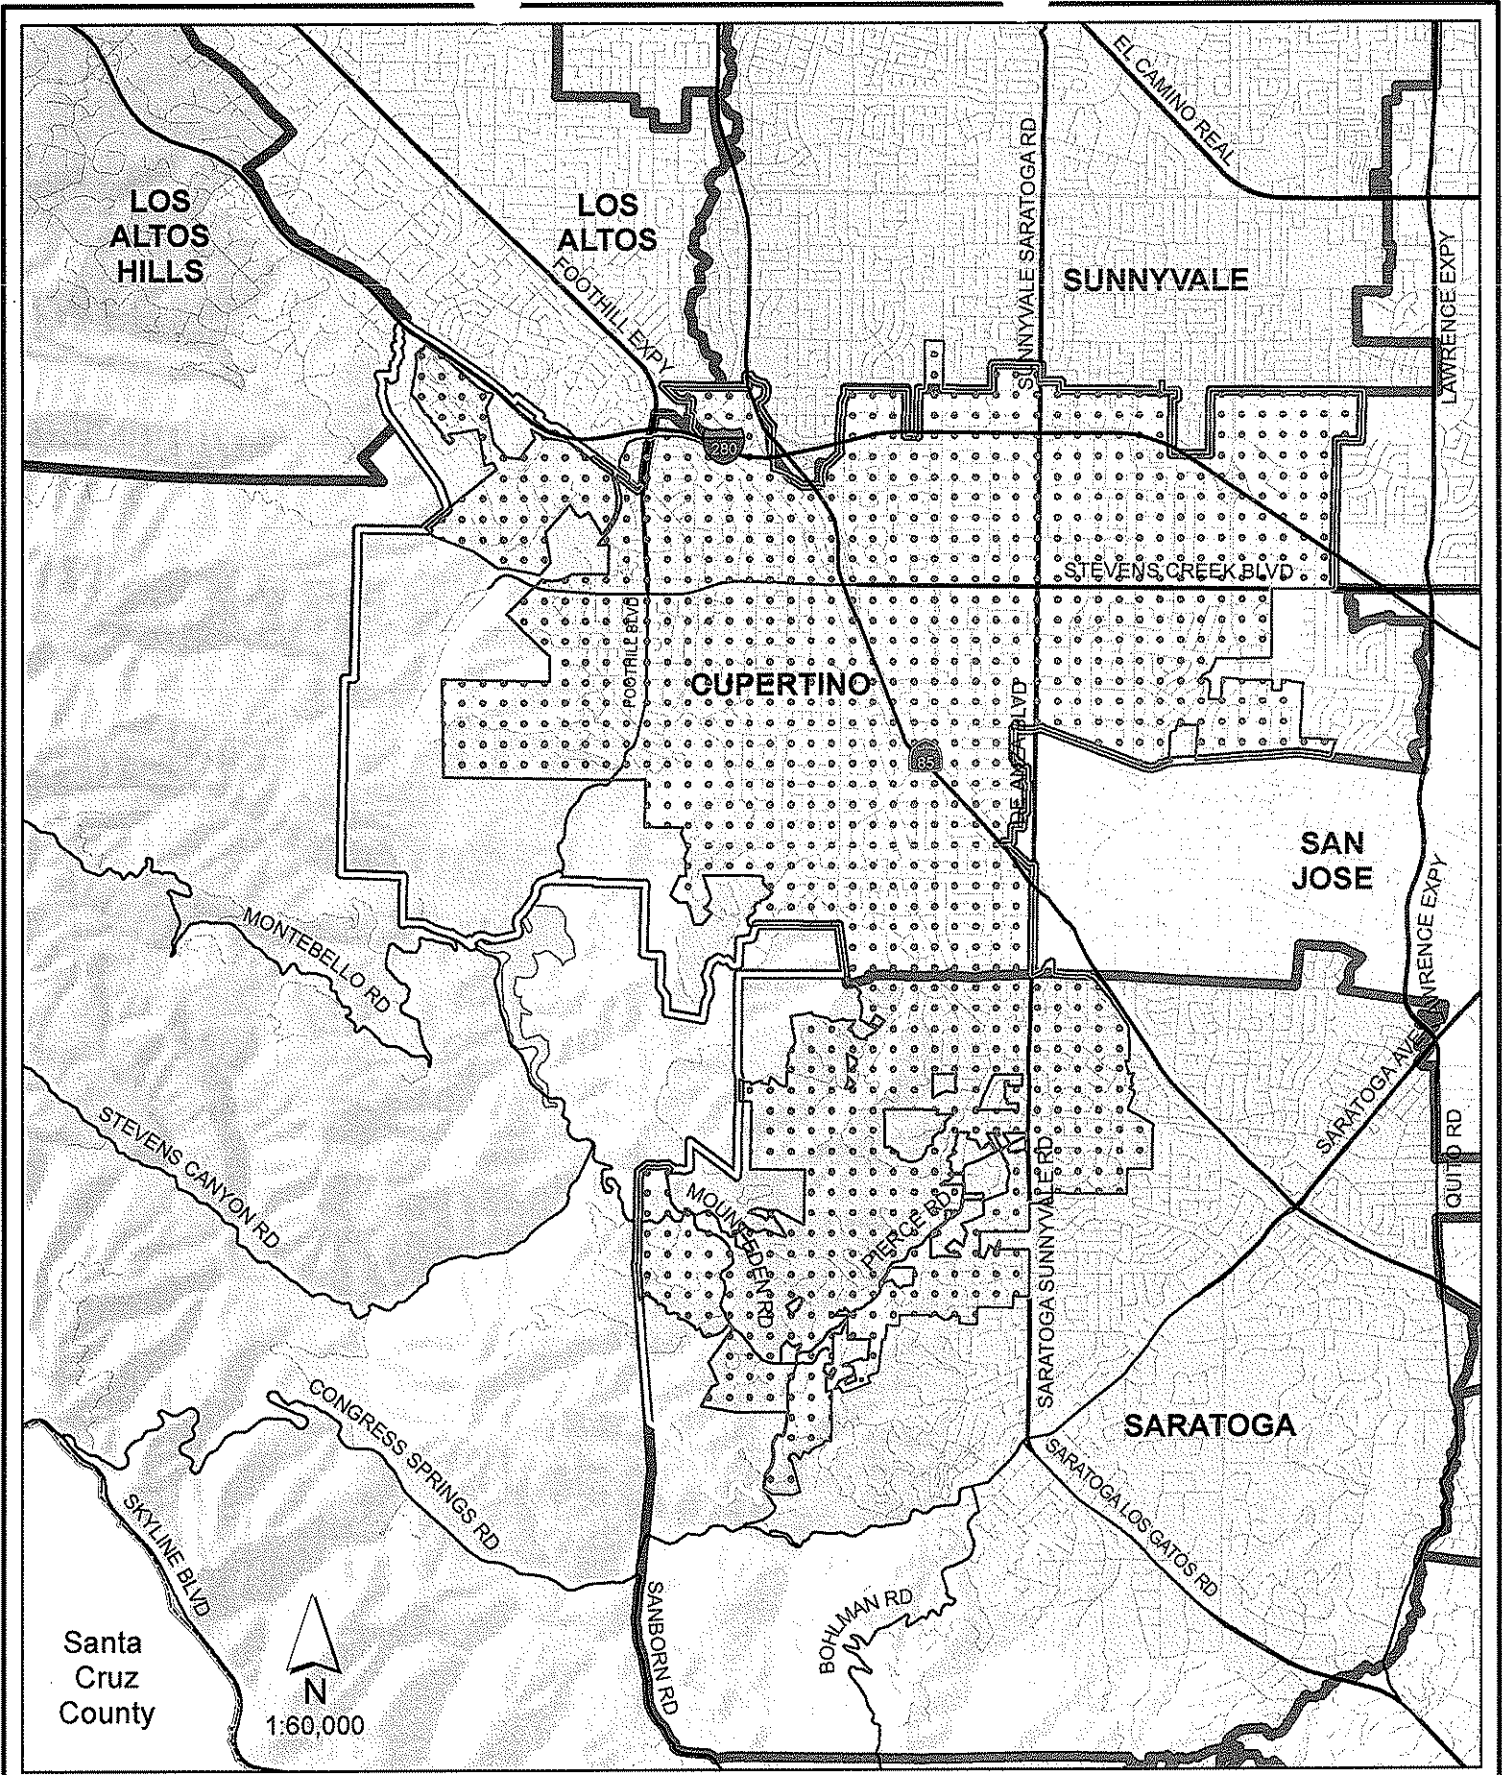 EL CAMINO REAL
LOS
ALTOS
HILLS
LOS
ALTOS
SUNNYVALE SARATOGA RD
SUNNYVALE
LAWRENCE EXPY
FOOTHILL EXPY
280
STEVENS CREEK BLVD
FOOTHILL BLVD
CUPERTINO
DE ANZA BLVD
85
SAN
JOSE
LAWRENCE EXPY
MONTEBELLO RD
SARATOGA AVE
STEVENS CANYON RD
QUITO RD
MOUNT EDEN RD
PIERCE RD
SARATOGA SUNNYVALE RD
CONGRESS SPRINGS RD
SARATOGA
SARATOGA LOS GATOS RD
SKYLINE BLVD
SANBORN RD
BOHLMAN RD
Santa
Cruz
County
N
1:60,000